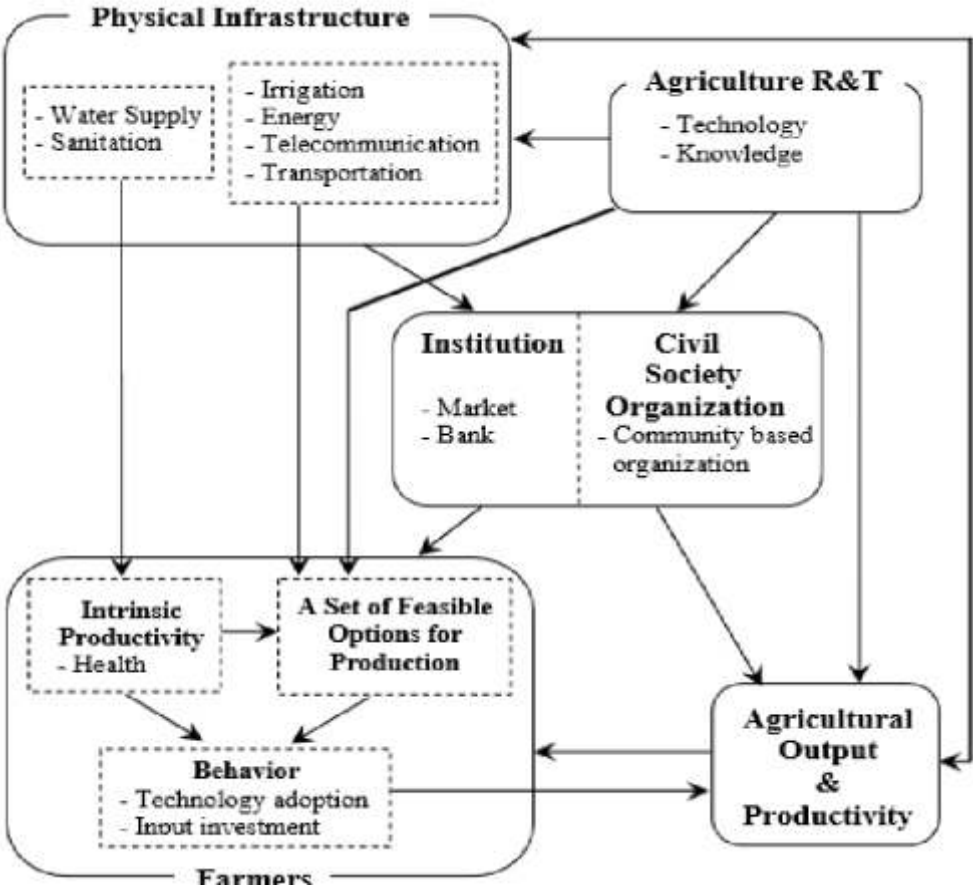 Physical Infrastructure
- Water Supply
- Sanitation
- Irrigation
- Energy
- Telecommunication
- Transportation
Agriculture R&T
- Technology
- Knowledge
Institution
- Market
- Bank
Civil
Society
Organization
- Community based
organization
Intrinsic
Productivity
- Health
A Set of Feasible
Options for
Production
Behavior
- Technology adoption
- Input investment
Farmers
Agricultural
Output
&
Productivity